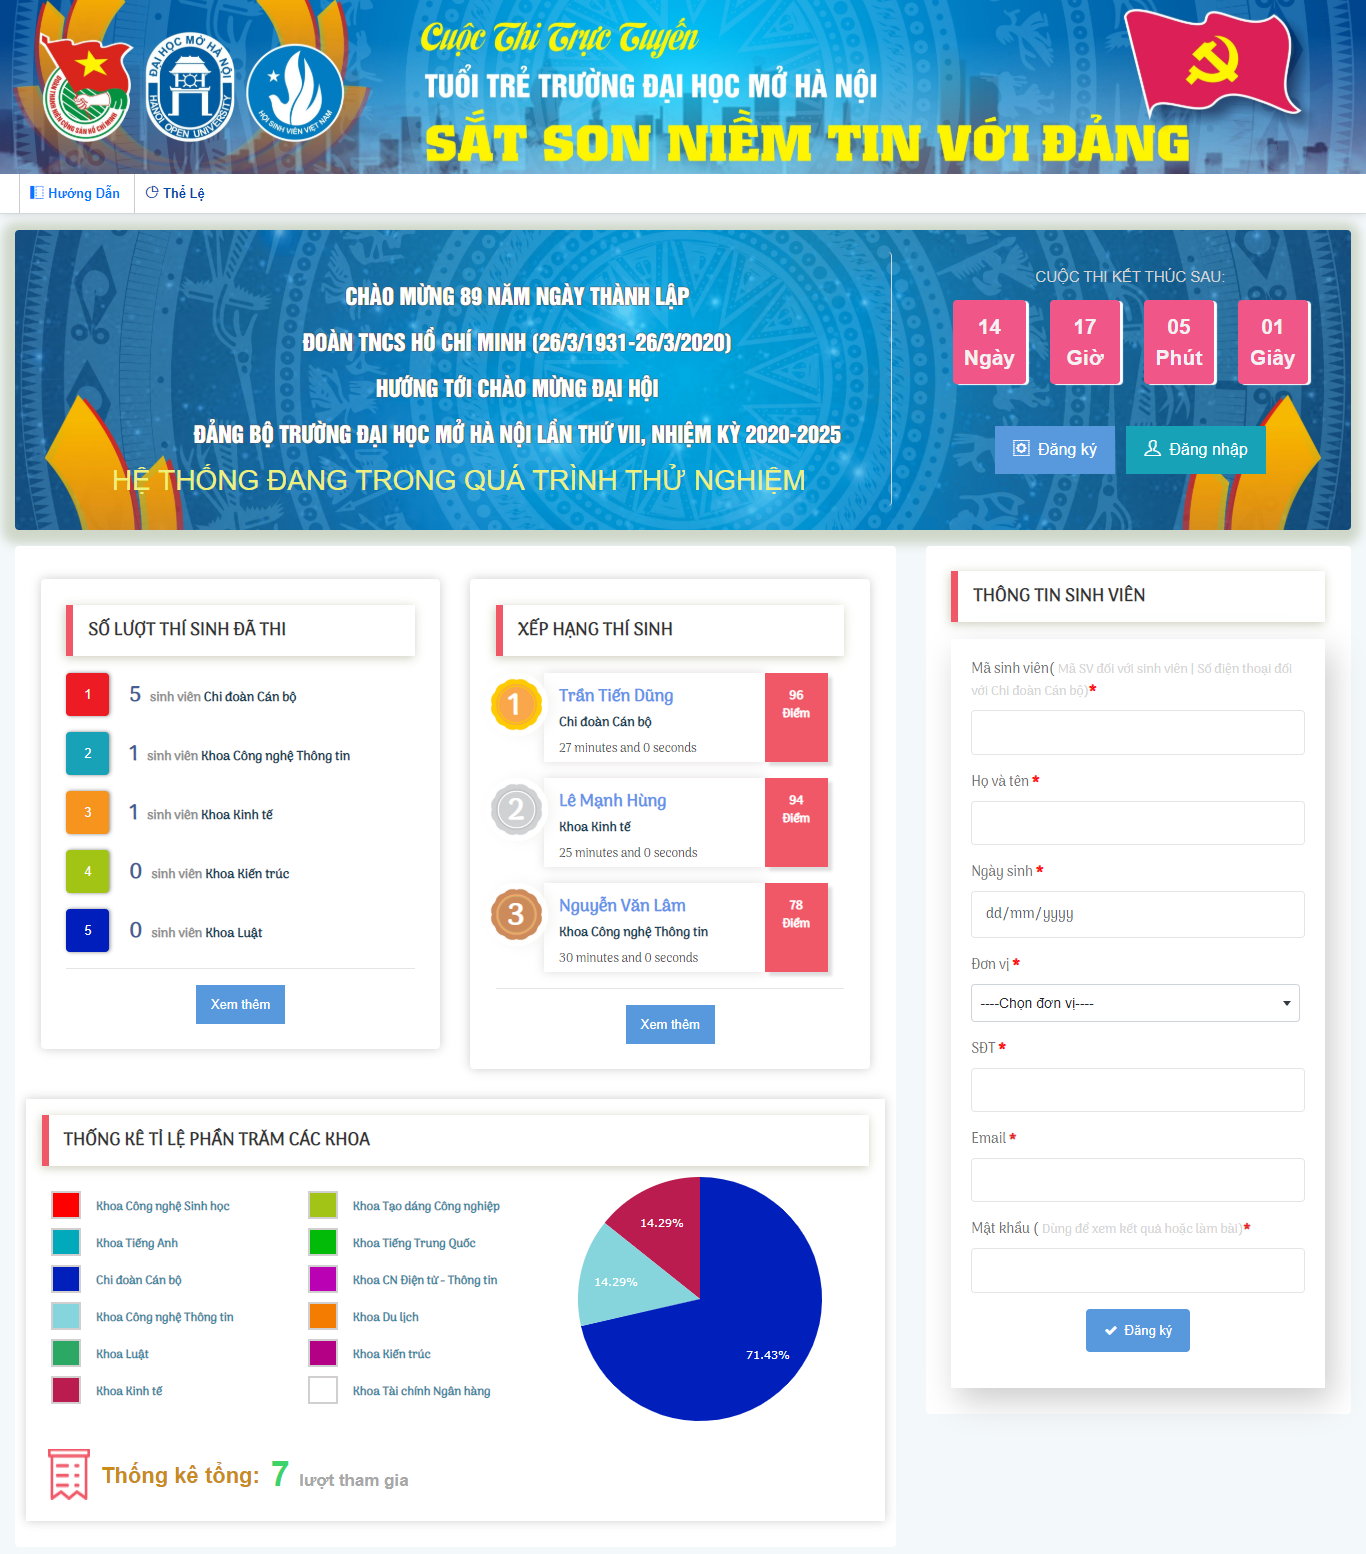 Cuộc Thi Trực Tuyến
TUỔI TRẺ TRƯỜNG ĐẠI HỌC MỞ HÀ NỘI
SẮT SON NIỀM TIN VỚI ĐẢNG
ĐOÀN THANH NIÊN CỘNG SẢN HỒ CHÍ MINH
ĐẠI HỌC MỞ HÀ NỘI
HANOI OPEN UNIVERSITY
HỘI SINH VIÊN VIỆT NAM
Hướng Dẫn
Thể Lệ
CHÀO MỪNG 89 NĂM NGÀY THÀNH LẬP
ĐOÀN TNCS HỒ CHÍ MINH (26/3/1931-26/3/2020)
HƯỚNG TỚI CHÀO MỪNG ĐẠI HỘI
ĐẢNG BỘ TRƯỜNG ĐẠI HỌC MỞ HÀ NỘI LẦN THỨ VII, NHIỆM KỲ 2020-2025
HỆ THỐNG ĐANG TRONG QUÁ TRÌNH THỬ NGHIỆM
CUỘC THI KẾT THÚC SAU:
14 Ngày
17 Giờ
05 Phút
01 Giây
Đăng ký
Đăng nhập
SỐ LƯỢT THÍ SINH ĐÃ THI
1 5 sinh viên Chi đoàn Cán bộ
2 1 sinh viên Khoa Công nghệ Thông tin
3 1 sinh viên Khoa Kinh tế
4 0 sinh viên Khoa Kiến trúc
5 0 sinh viên Khoa Luật
Xem thêm
XẾP HẠNG THÍ SINH
1
Trần Tiến Dũng
Chi đoàn Cán bộ
27 minutes and 0 seconds
96
Điểm
2
Lê Mạnh Hùng
Khoa Kinh tế
25 minutes and 0 seconds
94
Điểm
3
Nguyễn Văn Lâm
Khoa Công nghệ Thông tin
30 minutes and 0 seconds
78
Điểm
Xem thêm
THỐNG KÊ TỈ LỆ PHẦN TRĂM CÁC KHOA
Khoa Công nghệ Sinh học
Khoa Tiếng Anh
Chi đoàn Cán bộ
Khoa Công nghệ Thông tin
Khoa Luật
Khoa Kinh tế
Khoa Tạo dáng Công nghiệp
Khoa Tiếng Trung Quốc
Khoa CN Điện tử - Thông tin
Khoa Du lịch
Khoa Kiến trúc
Khoa Tài chính Ngân hàng
14.29%
14.29%
71.43%
Thống kê tổng: 7 lượt tham gia
THÔNG TIN SINH VIÊN
Mã sinh viên( Mã SV đối với sinh viên | Số điện thoại đối
với Chi đoàn Cán bộ)*
Họ và tên *
Ngày sinh *
dd/mm/yyyy
Đơn vị *
----Chọn đơn vị----
SĐT *
Email *
Mật khẩu ( Dùng để xem kết quả hoặc làm bài)*
Đăng ký